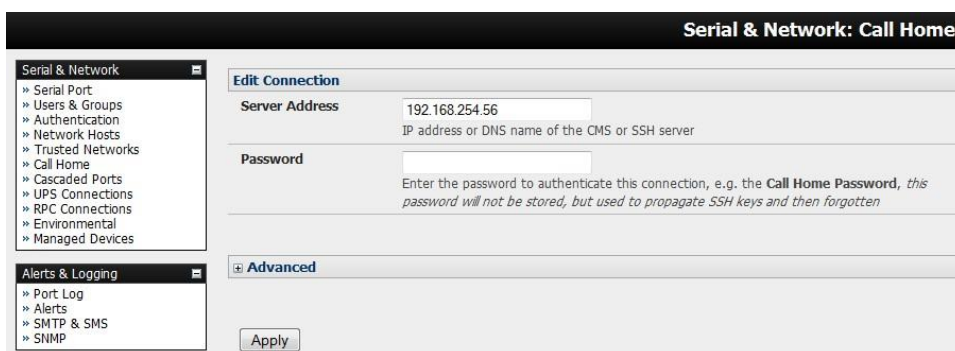 Serial & Network: Call Home
Serial & Network
» Serial Port
» Users & Groups
» Authentication
» Network Hosts
» Trusted Networks
» Call Home
» Cascaded Ports
» UPS Connections
» RPC Connections
» Environmental
» Managed Devices
Alerts & Logging
» Port Log
» Alerts
» SMTP & SMS
» SNMP
Edit Connection
Server Address
192.168.254.56
IP address or DNS name of the CMS or SSH server
Password
Enter the password to authenticate this connection, e.g. the Call Home Password, this
password will not be stored, but used to propagate SSH keys and then forgotten
Advanced
Apply